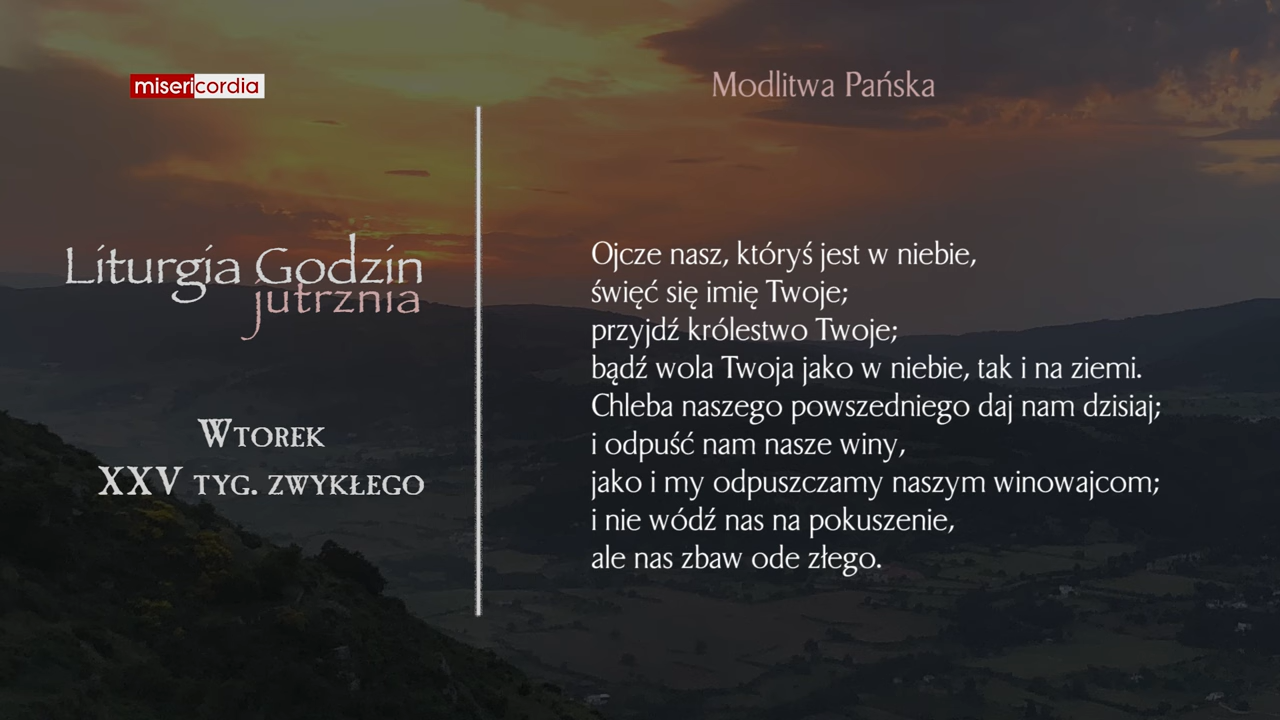 misericordia
Liturgia Godzin
jutrznia
Wtorek
XXV tyg. zwykłego
Modlitwa Pańska
Ojcze nasz, któryś jest w niebie,
święć się imię Twoje;
przyjdź królestwo Twoje;
bądź wola Twoja jako w niebie, tak i na ziemi.
Chleba naszego powszedniego daj nam dzisiaj;
i odpuść nam nasze winy,
jako i my odpuszczamy naszym winowajcom;
i nie wódź nas na pokuszenie,
ale nas zbaw ode złego.